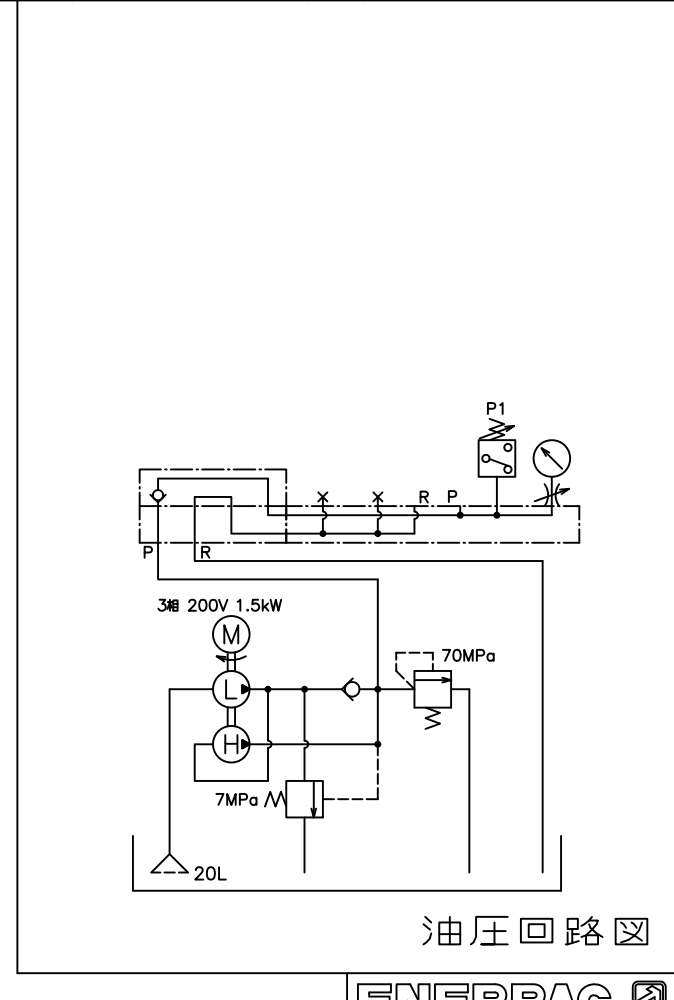 P1
R P
P R
3相 200V 1.5kW
M
70MPa
L
H
7MPa
20L
油圧回路図
ENERPAC